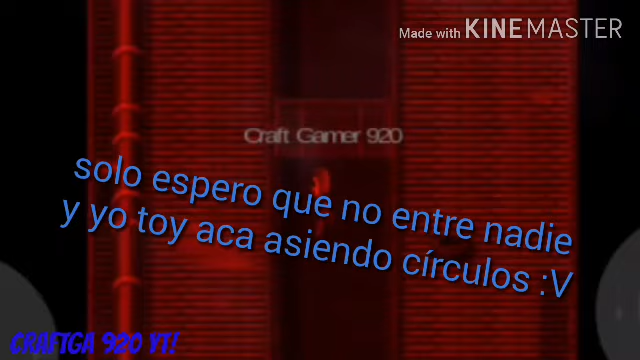 Made with KINEMASTER
Craft Gamer 920
solo espero que no entre nadie
y yo toy aca asiendo círculos :V
CRAFTGA 920 YT!